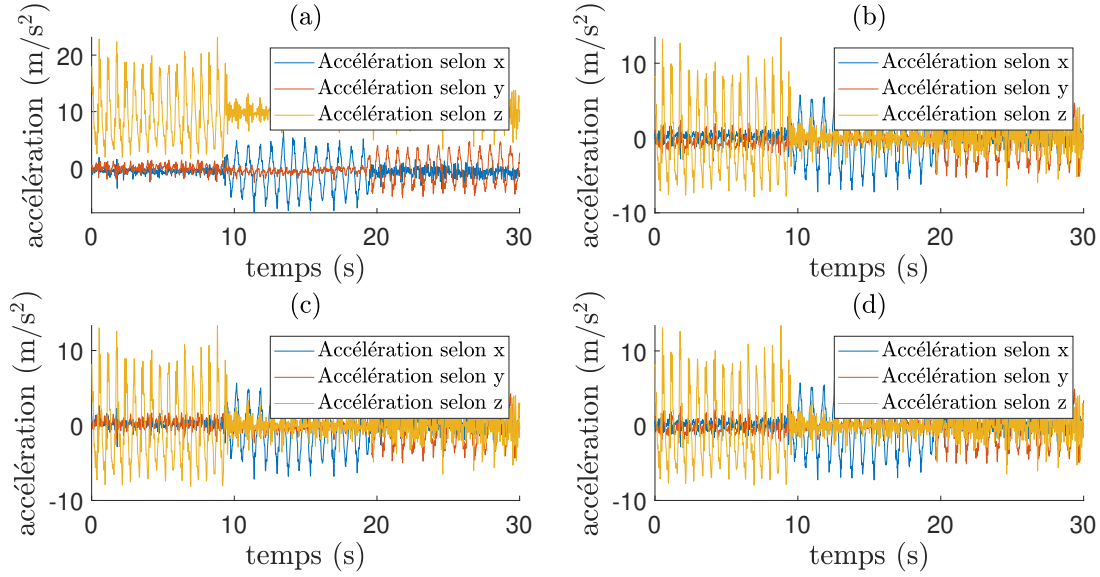 (a)
accélération (m/s²)
20
10
0
Accélération selon x
Accélération selon y
Accélération selon z
0 10 20 30
temps (s)
(b)
accélération (m/s²)
10
0
-10
Accélération selon x
Accélération selon y
Accélération selon z
0 10 20 30
temps (s)
(c)
accélération (m/s²)
10
0
-10
Accélération selon x
Accélération selon y
Accélération selon z
0 10 20 30
temps (s)
(d)
accélération (m/s²)
10
0
-10
Accélération selon x
Accélération selon y
Accélération selon z
0 10 20 30
temps (s)